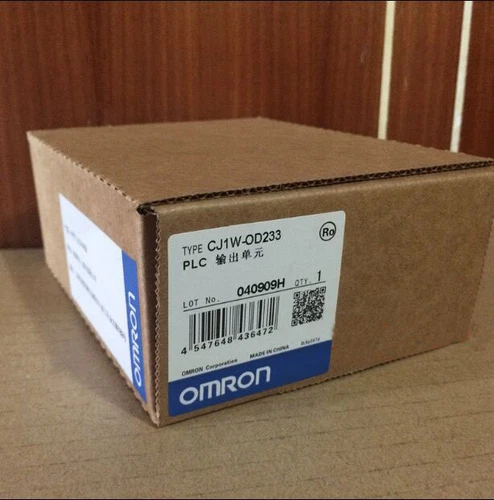 TYPE CJ1W-OD233
Ro
PLC 输出单元
LOT No. 040909H QTY. 1
4 547648 436472
OMRON Corporation MADE IN CHINA
OMRON